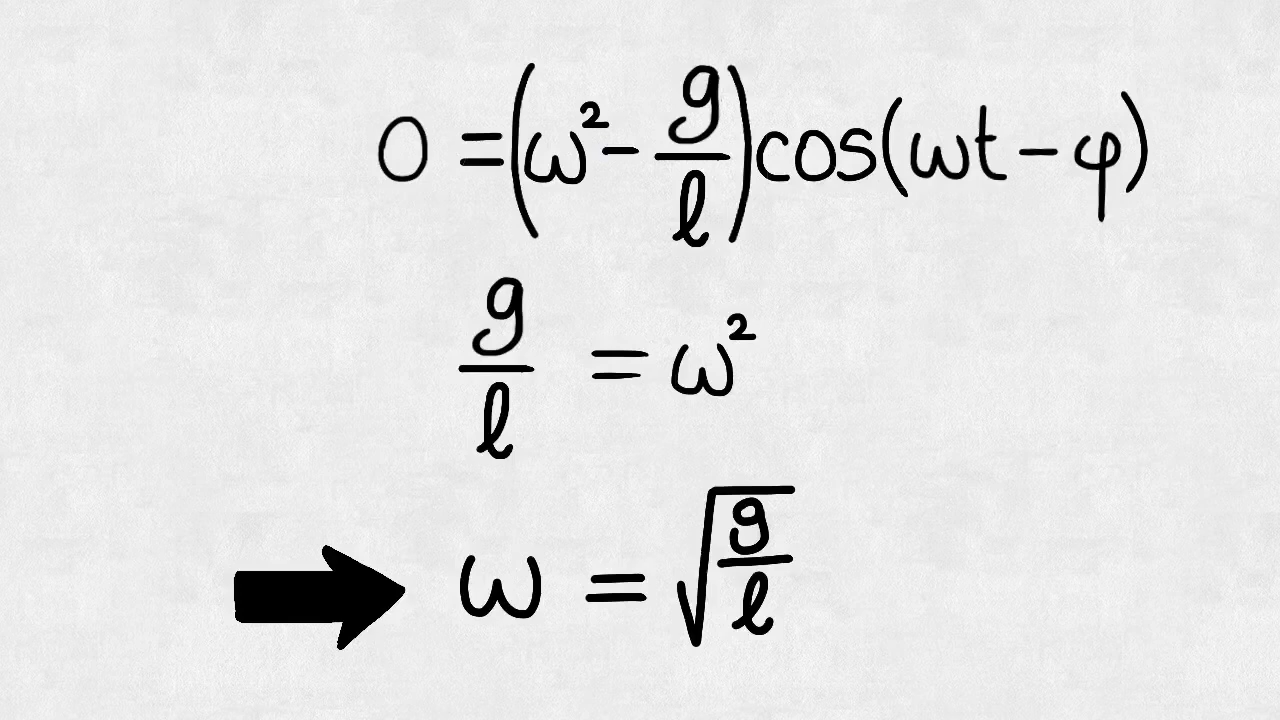 0 = (ω² - g/l) cos(ωt - φ)
g/l = ω²
ω = √(g/l)